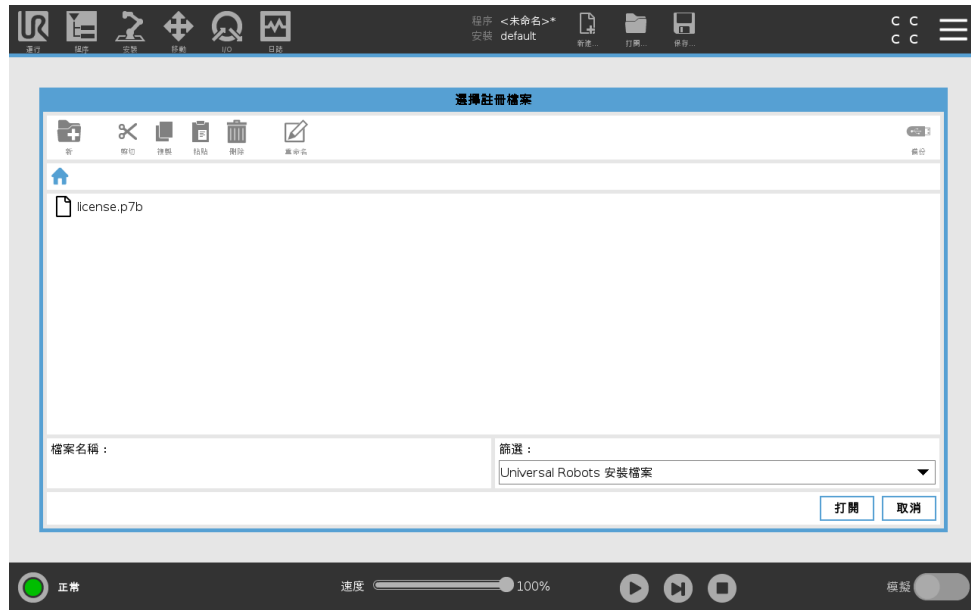 程序 <未命名>*
安裝 default
運行
程序
安裝
移動
I/O
日誌
新建...
打開...
保存...
C C
C C
選擇註冊檔案
新
剪切
複製
粘貼
刪除
重命名
備份
license.p7b
檔案名稱：
篩選：
Universal Robots 安裝檔案
打開
取消
正常
速度
100%
模擬